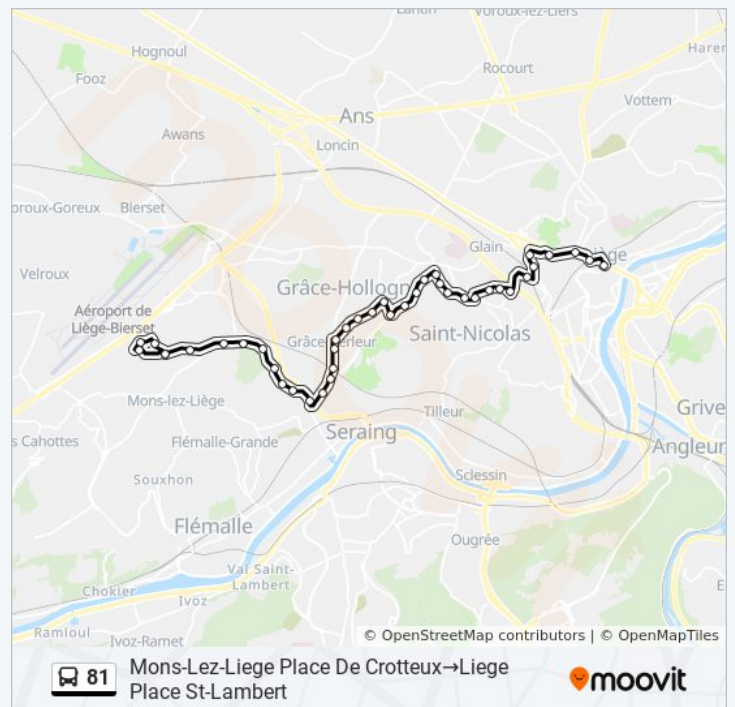 Lantin
Voroux-lez-Liers
Hognoul
Rocourt
Fooz
Vottem
Ans
Awans
Loncin
oroux-Goreux
Bierset
Glain
Velroux
Grâce-Hollogn
Aéroport de
Liège-Bierset
Saint-Nicolas
Mons-lez-Liège
Tilleur
Grive
s Cahottes
Flémalle-Grande
Seraing
Angleur
Souxhon
Sclessin
Flémalle
Ougrée
Val Saint-
Lambert
Chokier
Ivoz
Ramioul
Ivoz-Ramet
© OpenStreetMap contributors | © OpenMapTiles
81
Mons-Lez-Liege Place De Crotteux→Liege
Place St-Lambert
moovit